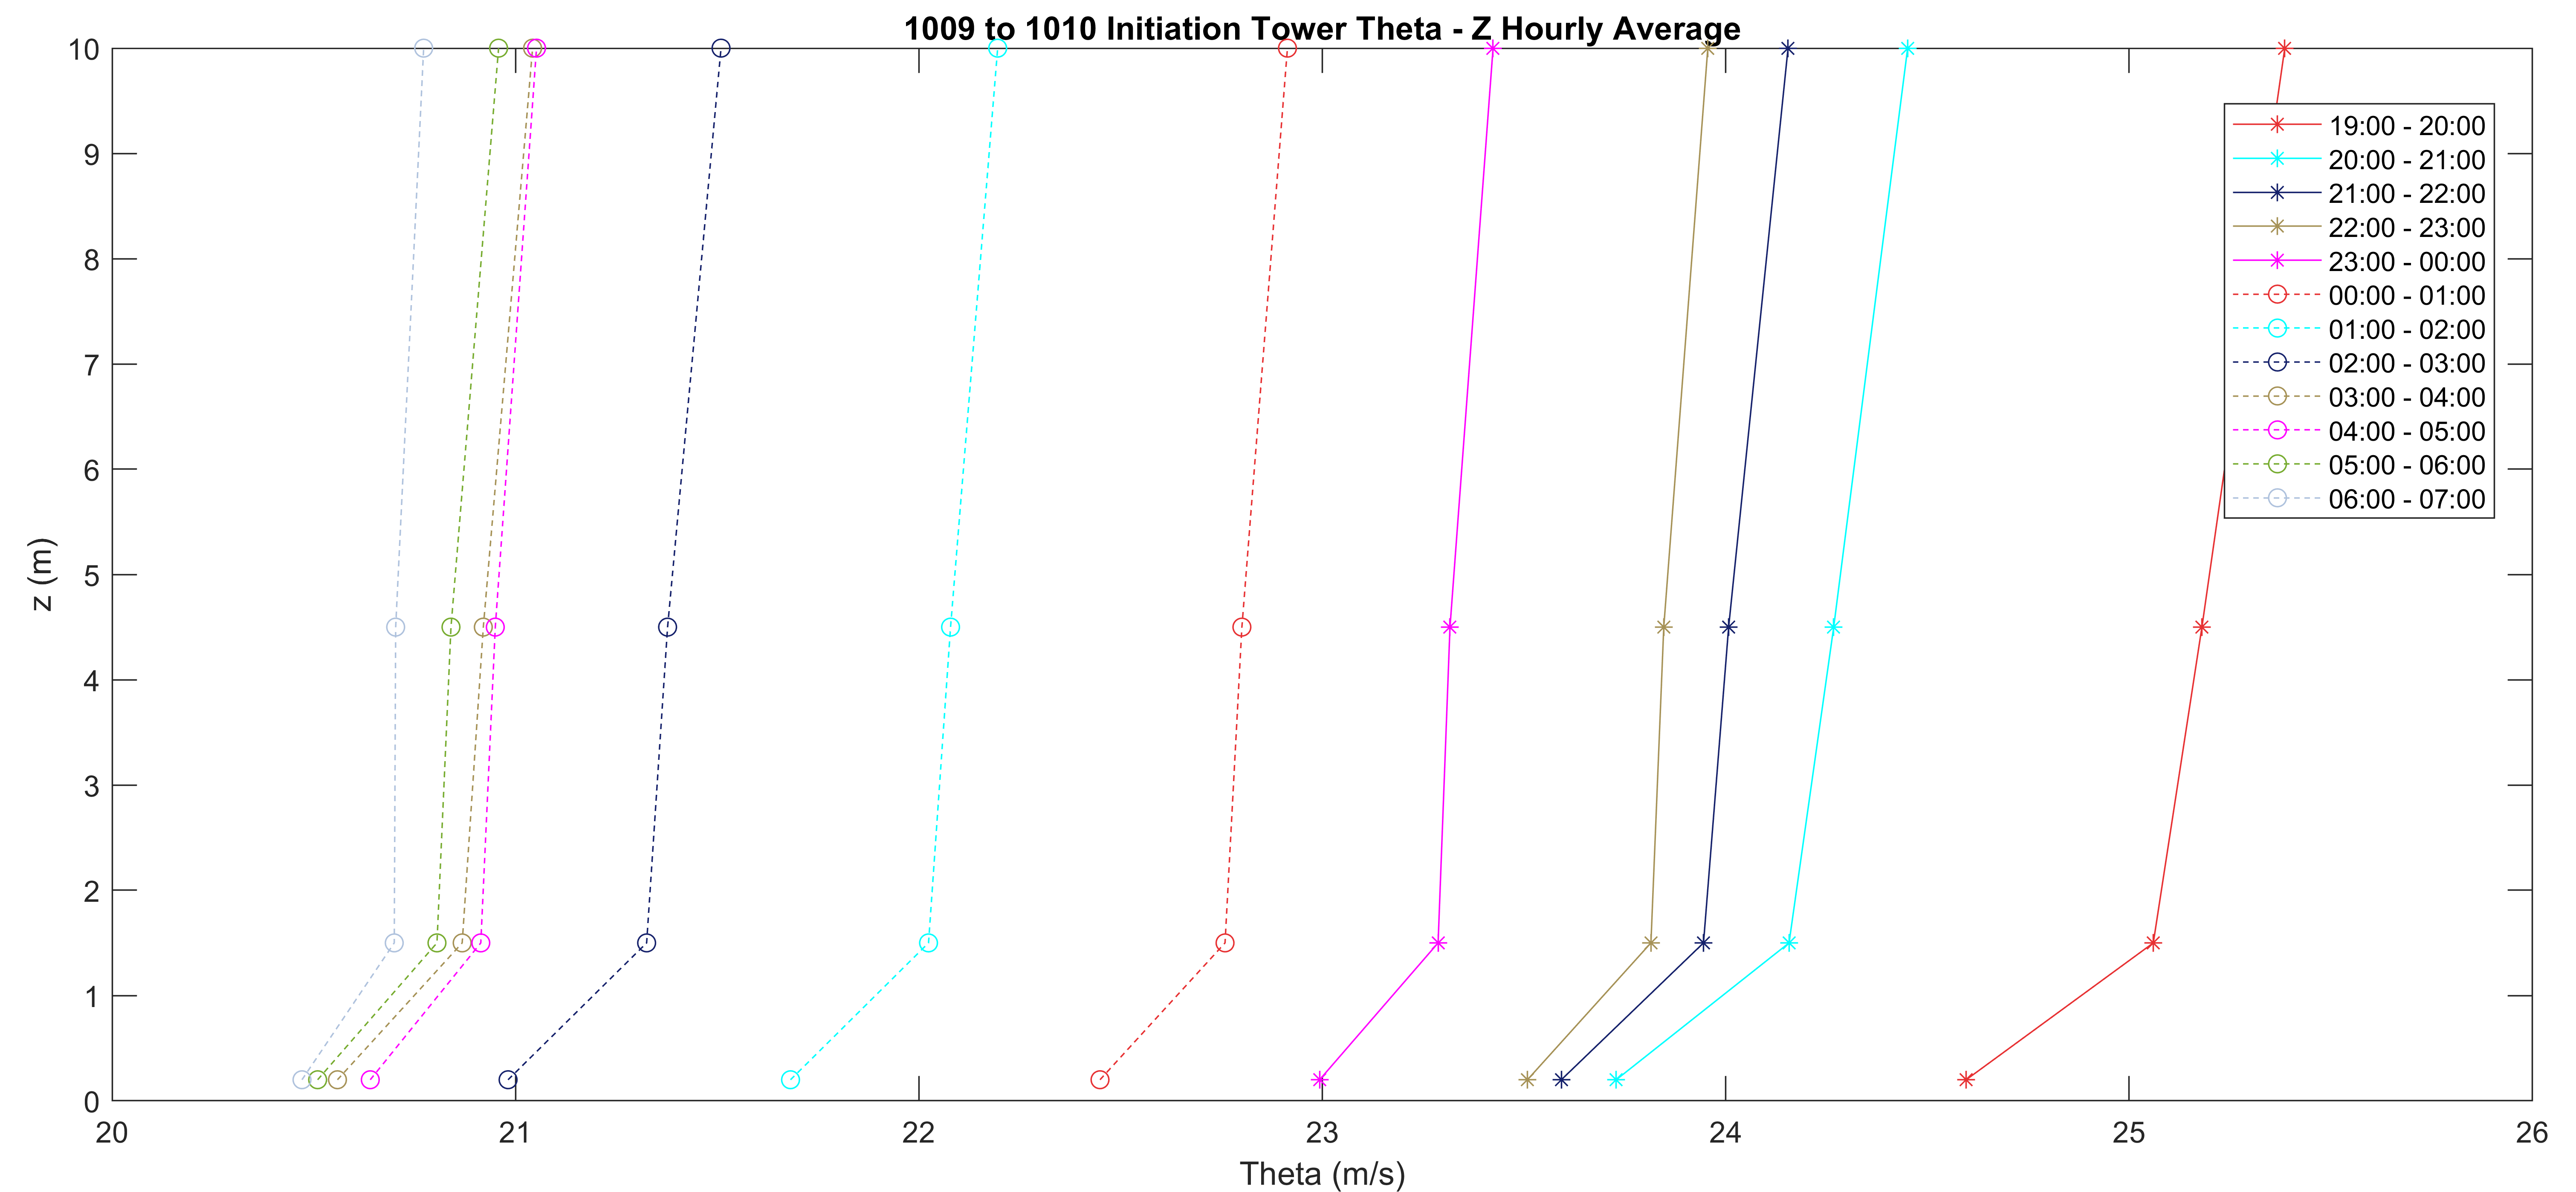 1009 to 1010 Initiation Tower Theta - Z Hourly Average
10
9
8
7
6
5
4
3
2
1
0
z (m)
19:00 - 20:00
20:00 - 21:00
21:00 - 22:00
22:00 - 23:00
23:00 - 00:00
00:00 - 01:00
01:00 - 02:00
02:00 - 03:00
03:00 - 04:00
04:00 - 05:00
05:00 - 06:00
06:00 - 07:00
20 21 22 23 24 25 26
Theta (m/s)